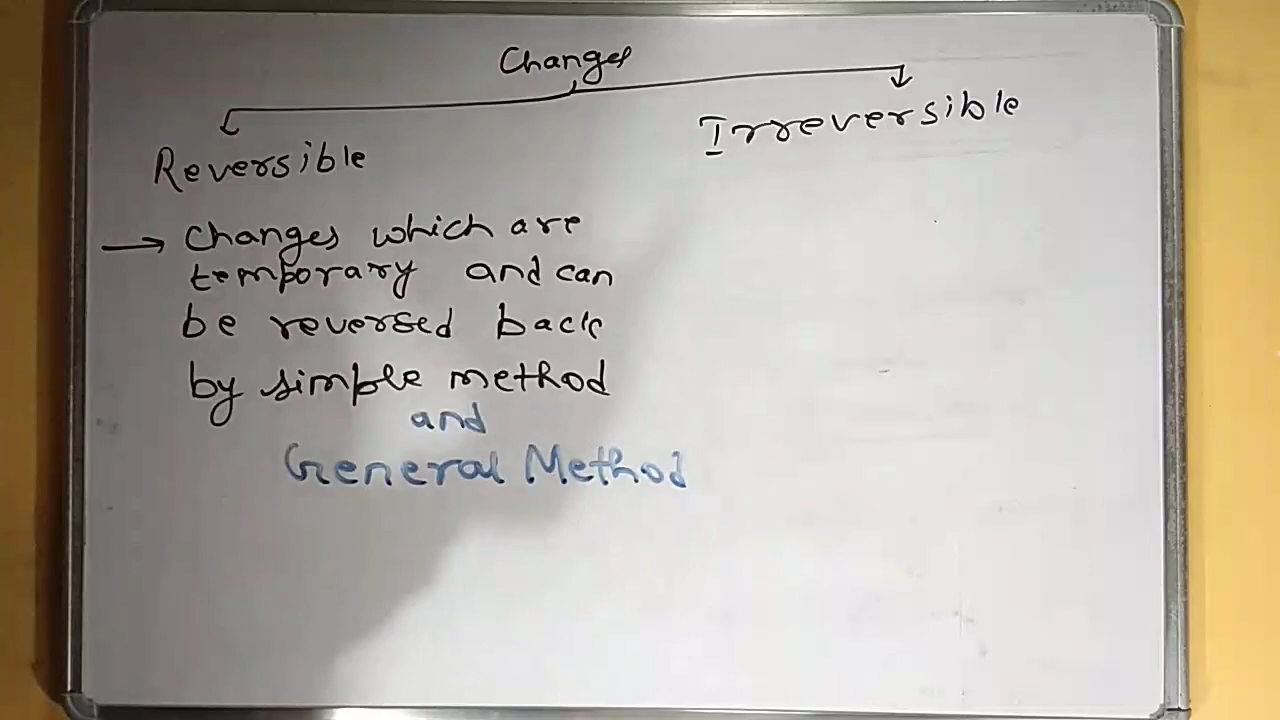 Changes
Reversible
Irreversible
→ Changes which are
temporary and can
be reversed back
by simple method
and
General Method